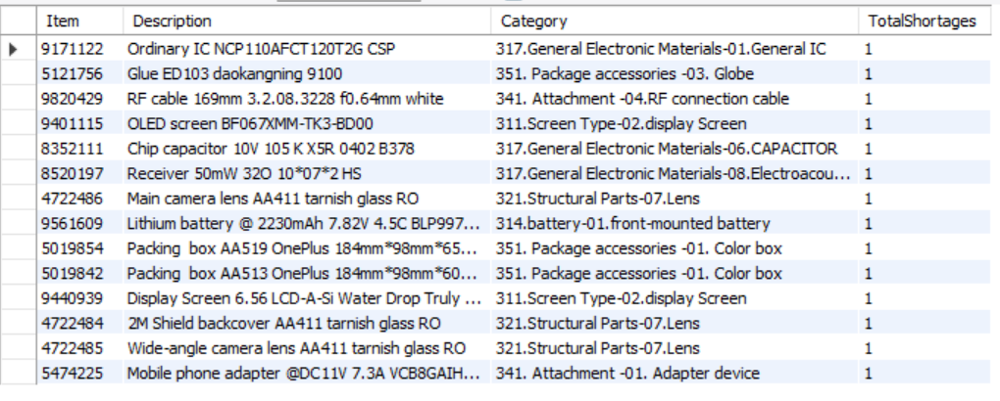 Item Description Category TotalShortages
9171122 Ordinary IC NCP110AFCT120T2G CSP 317.General Electronic Materials-01.General IC 1
5121756 Glue ED103 daokangning 9100 351. Package accessories -03. Globe 1
9820429 RF cable 169mm 3.2.08.3228 f0.64mm white 341. Attachment -04.RF connection cable 1
9401115 OLED screen BF067XMM-TK3-BD00 311.Screen Type-02.display Screen 1
8352111 Chip capacitor 10V 105 K X5R 0402 B378 317.General Electronic Materials-06.CAPACITOR 1
8520197 Receiver 50mW 32O 10*07*2 HS 317.General Electronic Materials-08.Electroacou... 1
4722486 Main camera lens AA411 tarnish glass RO 321.Structural Parts-07.Lens 1
9561609 Lithium battery @ 2230mAh 7.82V 4.5C BLP997... 314.battery-01.front-mounted battery 1
5019854 Packing  box AA519 OnePlus 184mm*98mm*65... 351. Package accessories -01. Color box 1
5019842 Packing  box AA513 OnePlus 184mm*98mm*60... 351. Package accessories -01. Color box 1
9440939 Display Screen 6.56 LCD-A-Si Water Drop Truly ... 311.Screen Type-02.display Screen 1
4722484 2M Shield backcover AA411 tarnish glass RO 321.Structural Parts-07.Lens 1
4722485 Wide-angle camera lens AA411 tarnish glass RO 321.Structural Parts-07.Lens 1
5474225 Mobile phone adapter @DC11V 7.3A VCB8GAIH... 341. Attachment -01. Adapter device 1